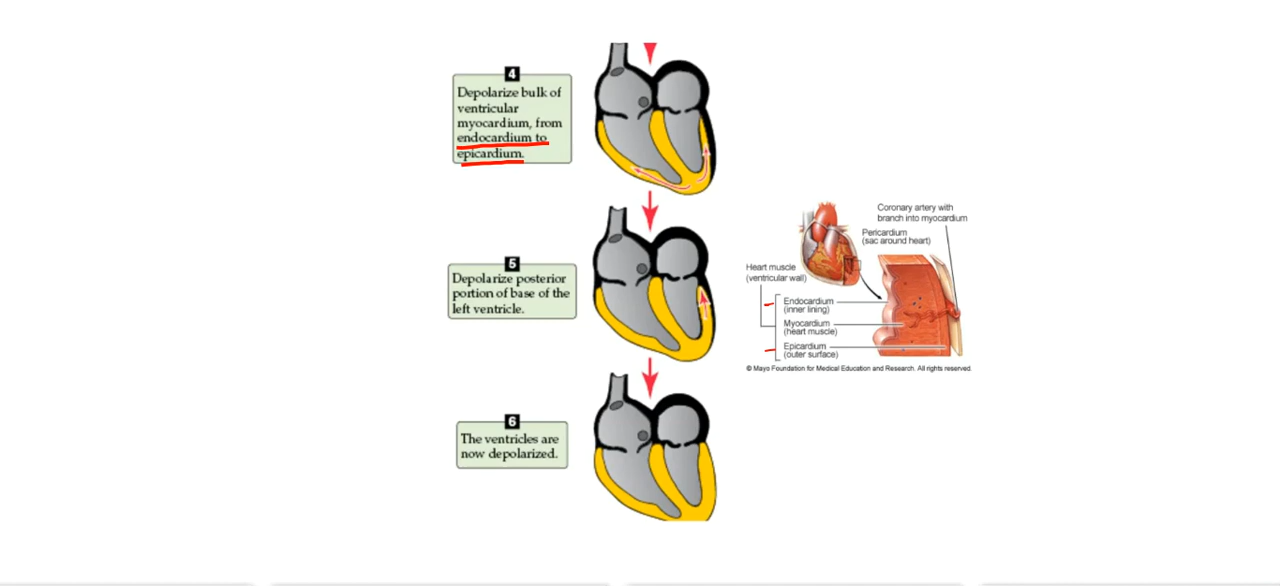 4
Depolarize bulk of
ventricular
myocardium, from
endocardium to
epicardium.
5
Depolarize posterior
portion of base of the
left ventricle.
6
The ventricles are
now depolarized.
Coronary artery with
branch into myocardium
Pericardium
(sac around heart)
Heart muscle
(ventricular wall)
Endocardium
(inner lining)
Myocardium
(heart muscle)
Epicardium
(outer surface)
© Mayo Foundation for Medical Education and Research. All rights reserved.